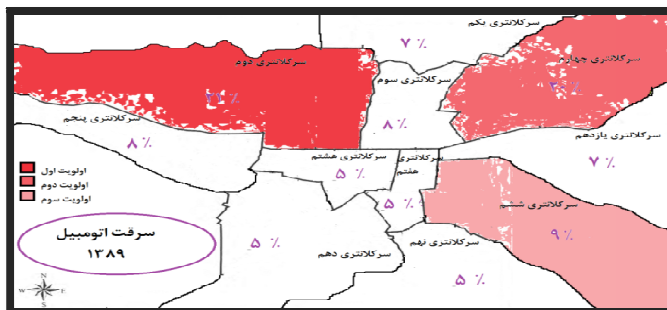 سرکلانتری یکم
۷ ٪
سرکلانتری دوم
سرکلانتری چهارم
۲۰ ٪
سرکلانتری سوم
۸ ٪
سرکلانتری پنجم
۸ ٪
سرکلانتری یازدهم
۷ ٪
سرکلانتری هشتم
۵ ٪
سرکلانتری
هفتم
۵ ٪
اولویت اول
اولویت دوم
اولویت سوم
سرکلانتری ششم
۹ ٪
سرقت اتومبیل
۱۳۸۹
سرکلانتری دهم
۵ ٪
سرکلانتری نهم
۵ ٪
N
W E
S